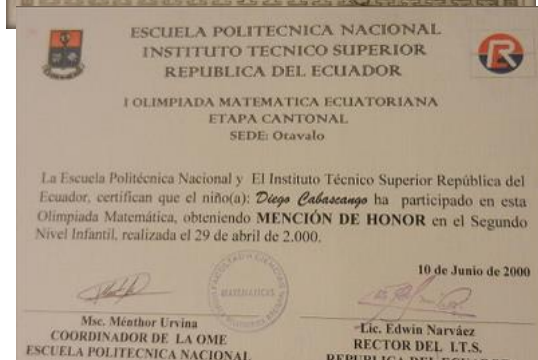 ESCUELA POLITECNICA NACIONAL
INSTITUTO TECNICO SUPERIOR
REPUBLICA DEL ECUADOR
R
I OLIMPIADA MATEMATICA ECUATORIANA
ETAPA CANTONAL
SEDE: Otavalo
La Escuela Politécnica Nacional y El Instituto Técnico Superior República del
Ecuador, certifican que el niño(a): Diego Cabascango ha participado en esta
Olimpiada Matemática, obteniendo MENCIÓN DE HONOR en el Segundo
Nivel Infantil, realizada el 29 de abril de 2.000.
10 de Junio de 2000
MATEMATICAS
Msc. Ménthor Urvina
COORDINADOR DE LA OME
ESCUELA POLITECNICA NACIONAL
Lic. Edwin Narváez
RECTOR DEL I.T.S.
REPUBLICA DEL ECUADOR